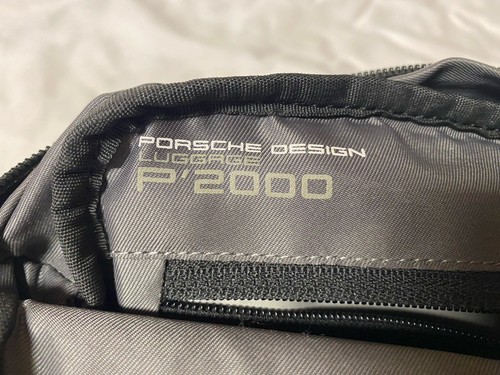 PORSCHE DESIGN
LUGGAGE
P'2000